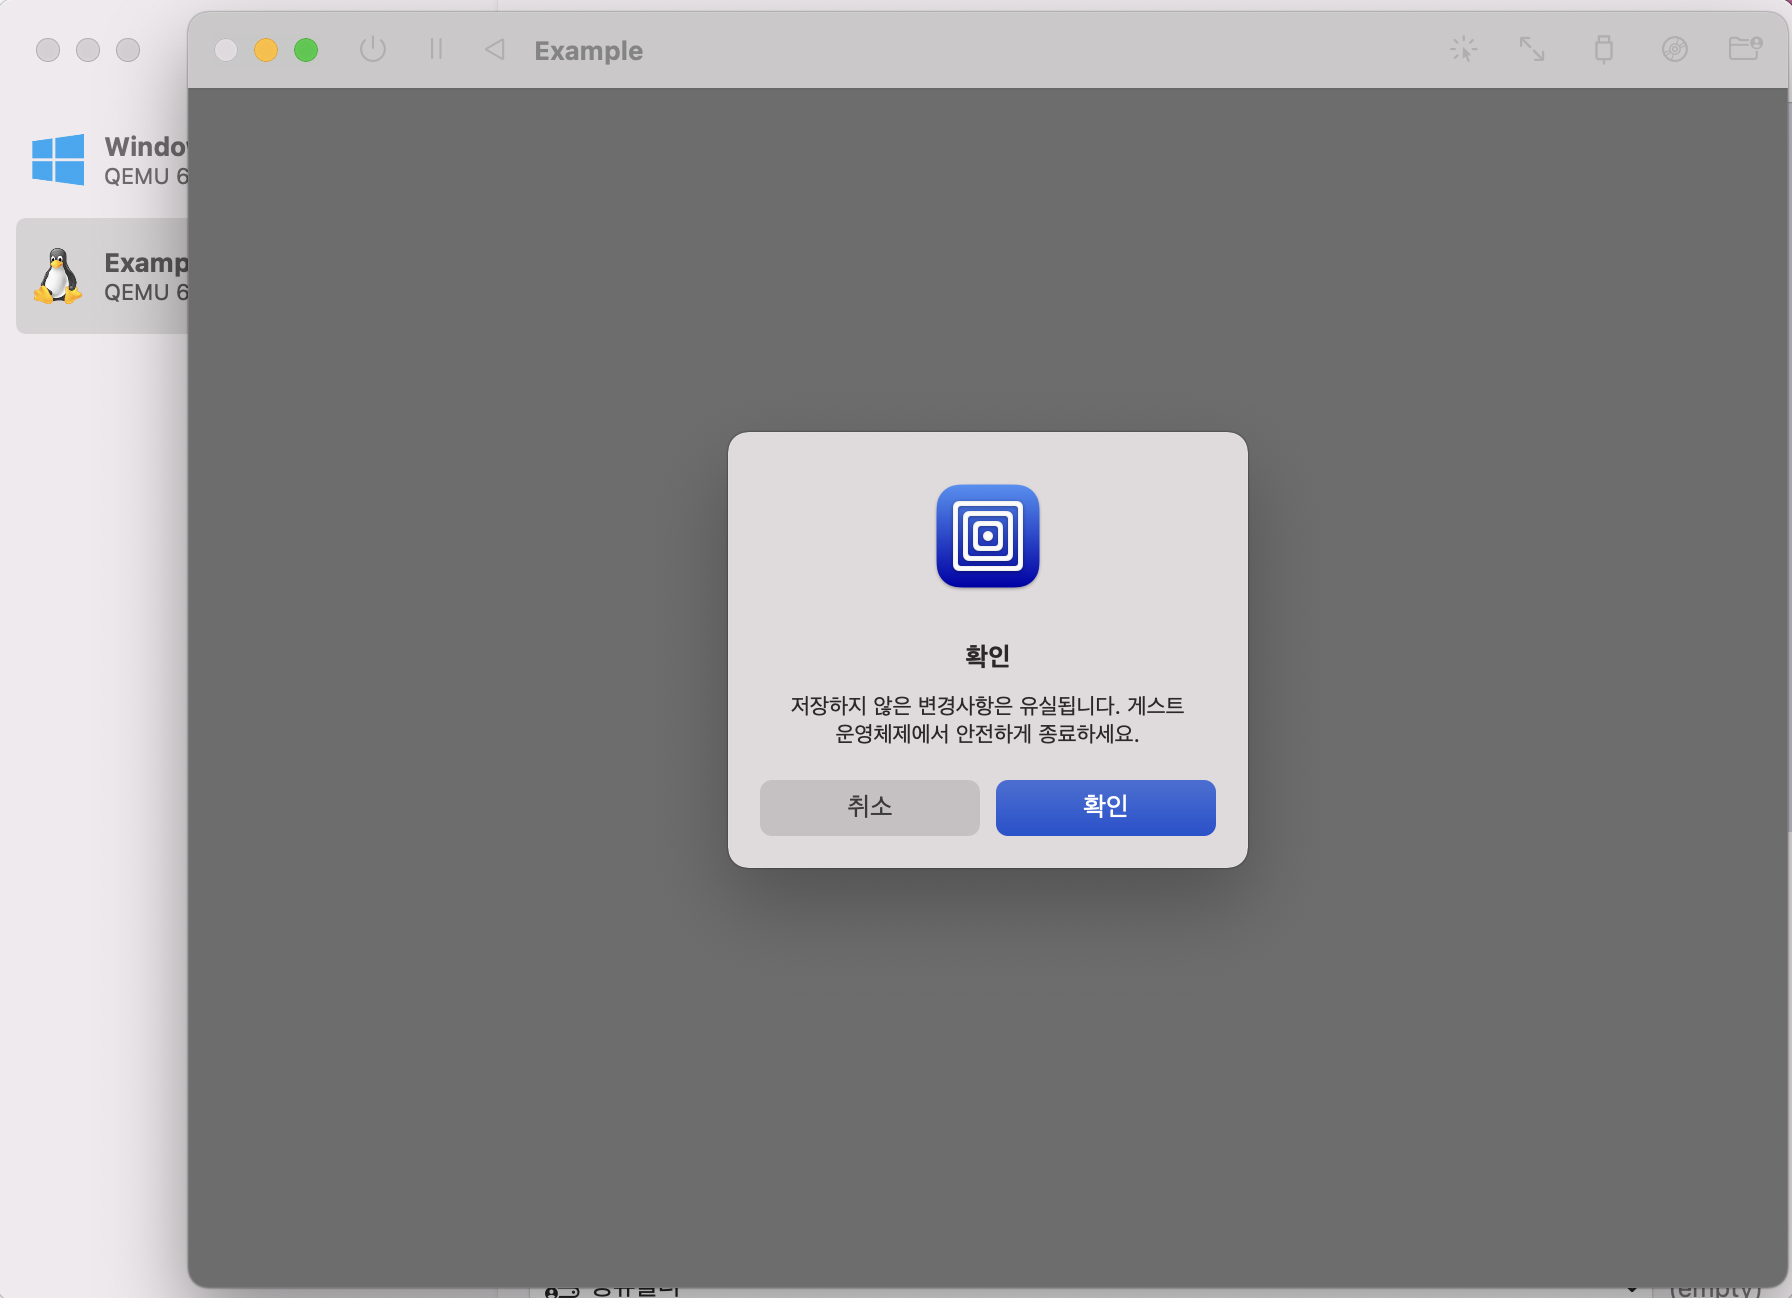 Example
Windo
QEMU 6
Examp
QEMU 6
확인
저장하지 않은 변경사항은 유실됩니다. 게스트
운영체제에서 안전하게 종료하세요.
취소
확인
(empty)